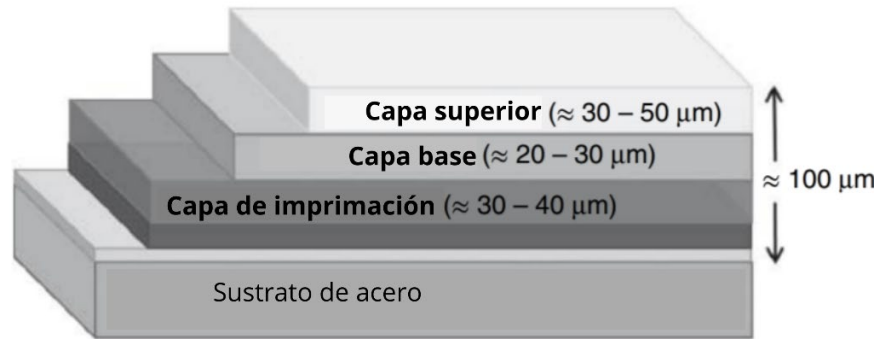 Capa superior (≈ 30 – 50 μm)
Capa base (≈ 20 – 30 μm)
≈ 100 μm
Capa de imprimación (≈ 30 – 40 μm)
Sustrato de acero